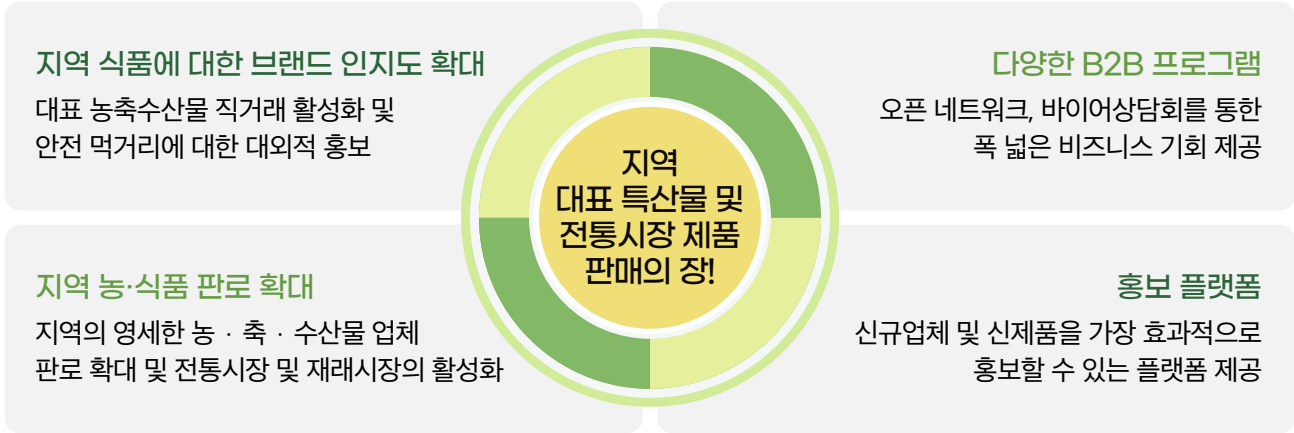 지역 식품에 대한 브랜드 인지도 확대
대표 농축수산물 직거래 활성화 및
안전 먹거리에 대한 대외적 홍보
다양한 B2B 프로그램
오픈 네트워크, 바이어상담회를 통한
폭 넓은 비즈니스 기회 제공
지역
대표 특산물 및
전통시장 제품
판매의 장!
지역 농·식품 판로 확대
지역의 영세한 농 · 축 · 수산물 업체
판로 확대 및 전통시장 및 재래시장의 활성화
홍보 플랫폼
신규업체 및 신제품을 가장 효과적으로
홍보할 수 있는 플랫폼 제공